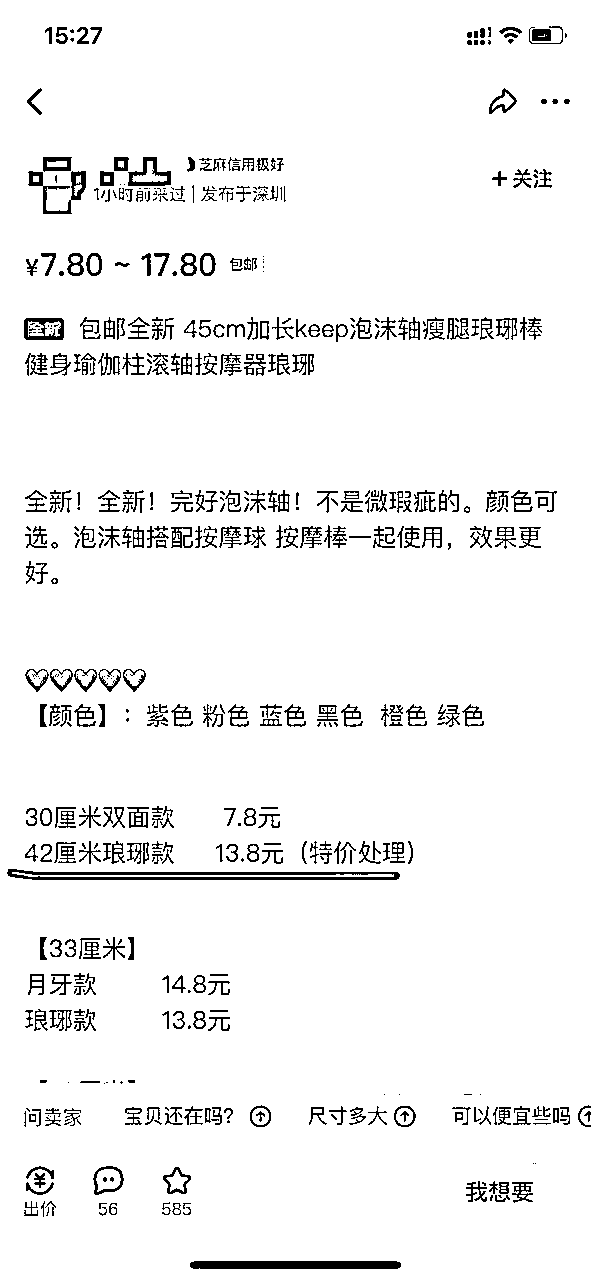 15:27
芝麻信用极好
1小时前来过 | 发布于深圳
+关注
¥7.80 ~ 17.80 包邮
全新 包邮全新 45cm加长keep泡沫轴瘦腿琅琊棒
健身瑜伽柱滚轴按摩器琅琊
全新！全新！完好泡沫轴！不是微瑕疵的。颜色可
选。泡沫轴搭配按摩球 按摩棒一起使用，效果更
好。
♡♡♡♡♡
【颜色】：紫色 粉色 蓝色 黑色 橙色 绿色
30厘米双面款 7.8元
42厘米琅琊款 13.8元（特价处理）
【33厘米】
月牙款 14.8元
琅琊款 13.8元
问卖家 宝贝还在吗？ 尺寸多大 可以便宜些吗
出价 56 585 我想要